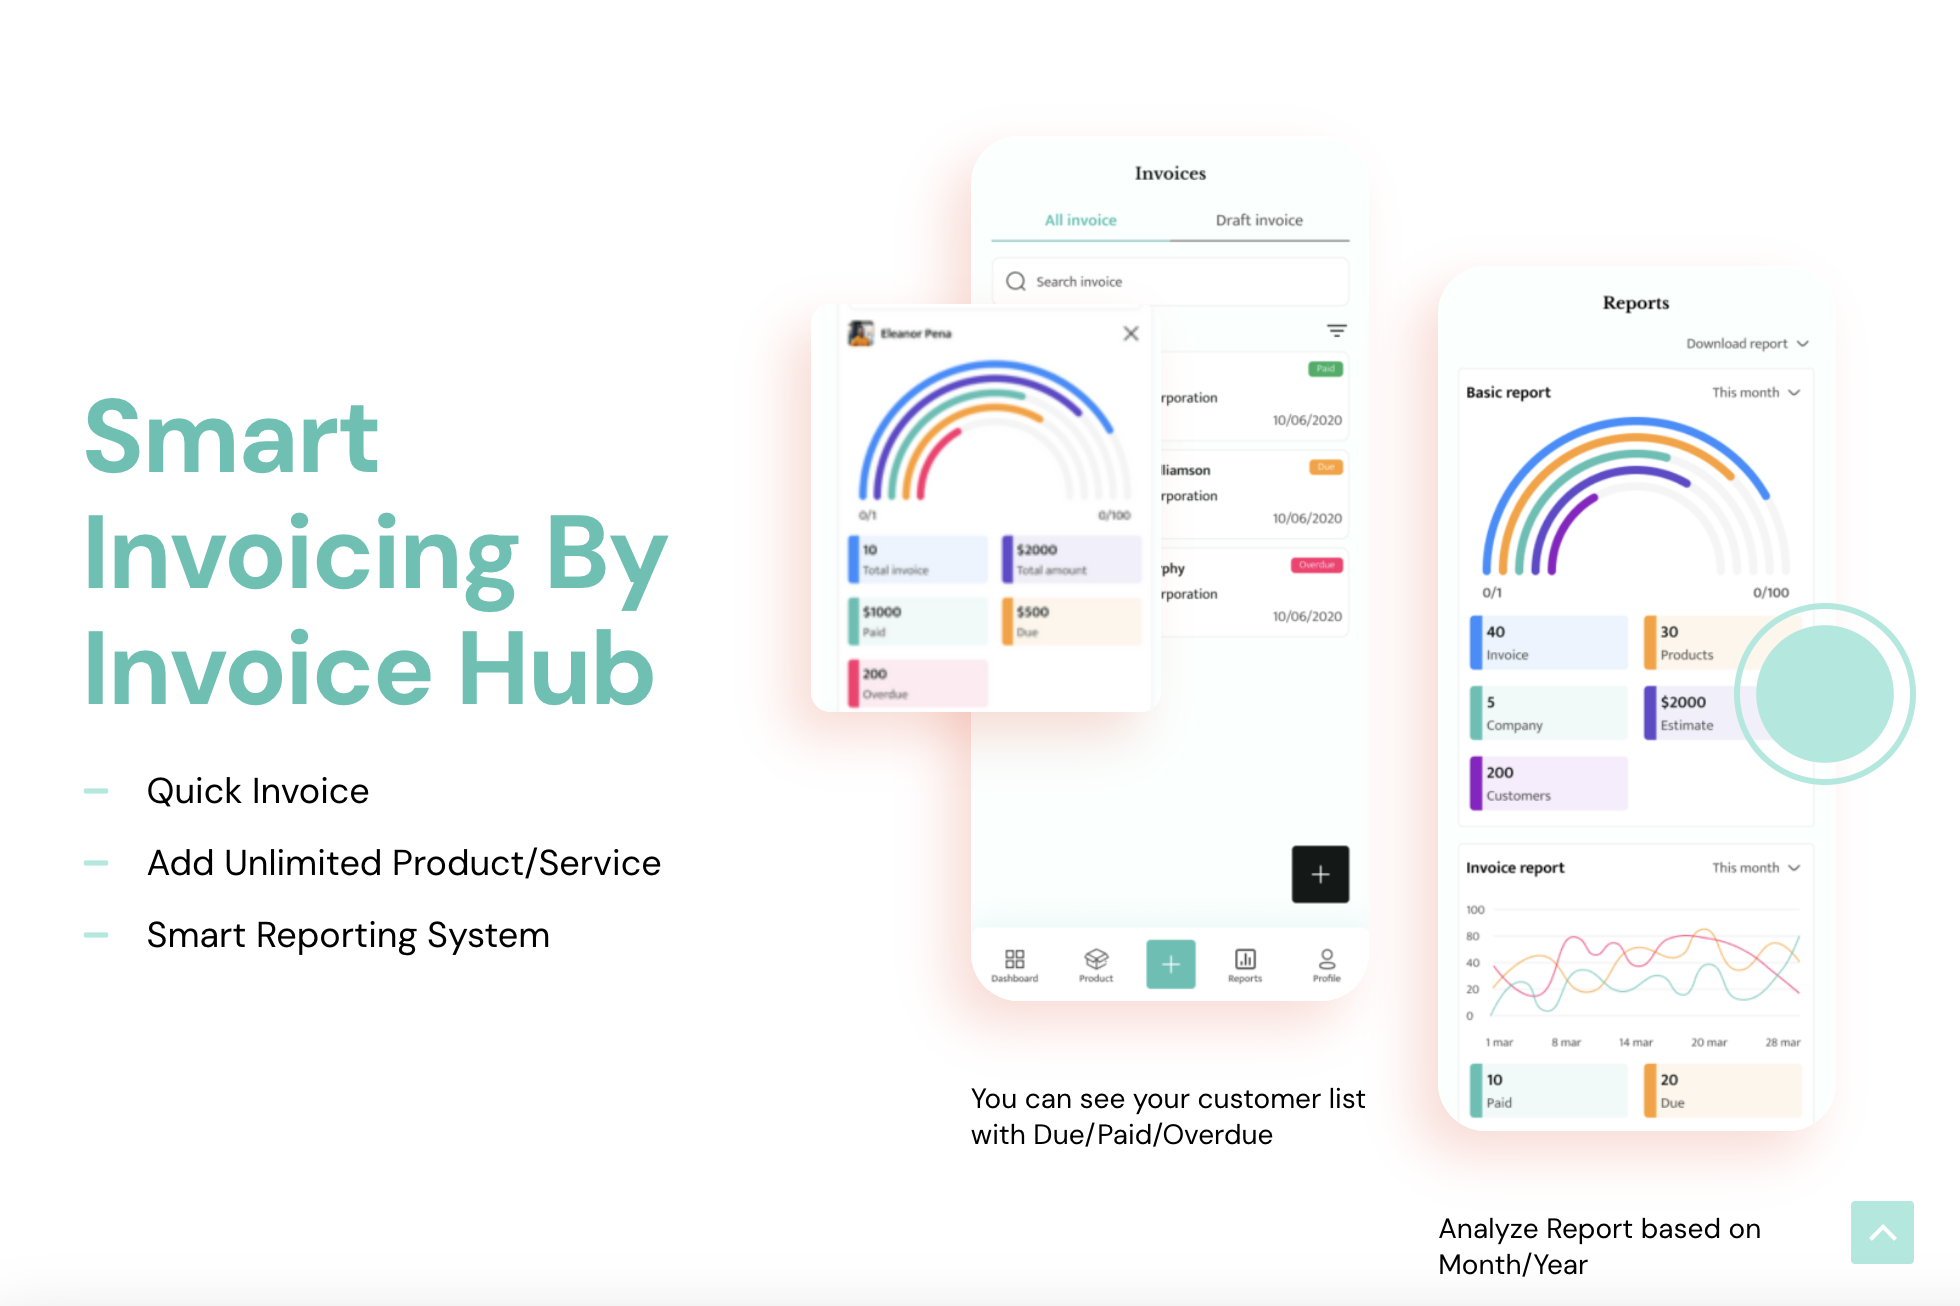 Smart
Invoicing By
Invoice Hub
Quick Invoice
Add Unlimited Product/Service
Smart Reporting System
Invoices
All invoice
Draft invoice
Search invoice
Eleanor Pena
0/1
0/100
10
Total invoice
$2000
Total amount
$1000
Paid
$500
Due
200
Overdue
Paid
rporation
10/06/2020
lliamson
Due
rporation
10/06/2020
phy
Overdue
rporation
10/06/2020
Dashboard
Product
Reports
Profile
You can see your customer list
with Due/Paid/Overdue
Reports
Download report
Basic report
This month
0/1
0/100
40
Invoice
30
Products
5
Company
$2000
Estimate
200
Customers
Invoice report
This month
100
80
40
20
0
1 mar
8 mar
14 mar
20 mar
28 mar
10
Paid
20
Due
Analyze Report based on
Month/Year